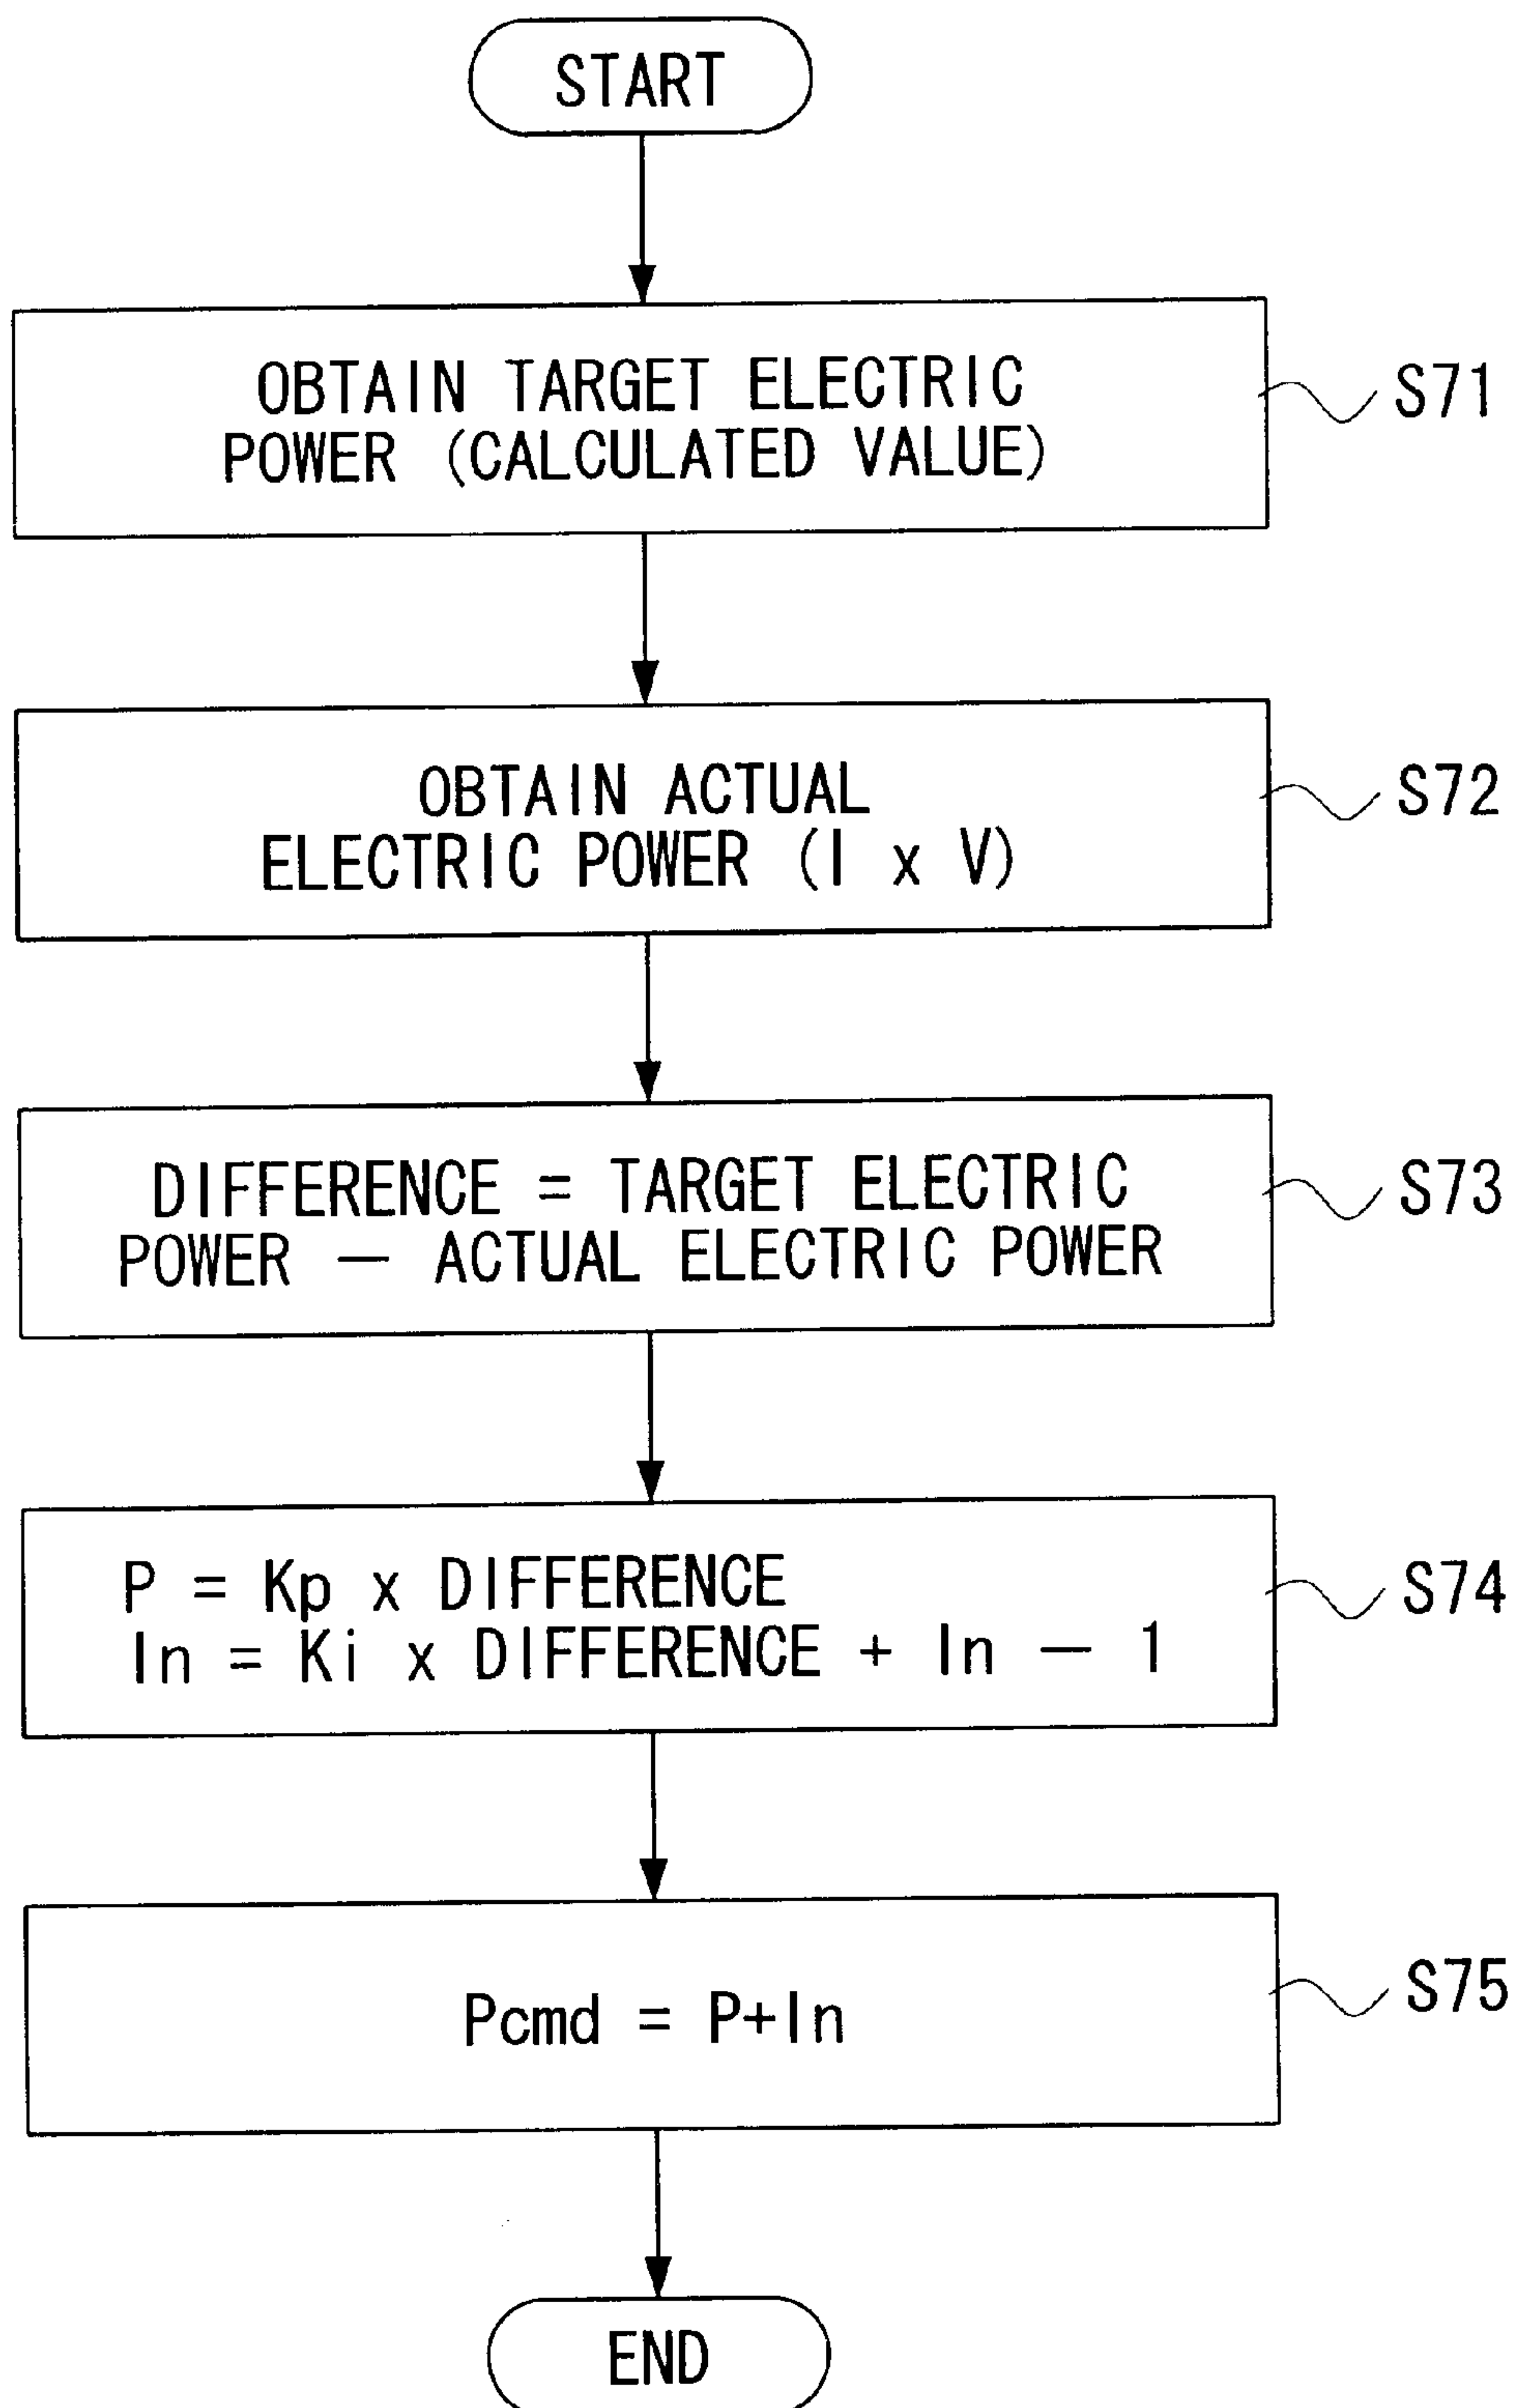 START
OBTAIN TARGET ELECTRIC
POWER (CALCULATED VALUE)
S71
OBTAIN ACTUAL
ELECTRIC POWER (I x V)
S72
DIFFERENCE = TARGET ELECTRIC
POWER — ACTUAL ELECTRIC POWER
S73
P = Kp x DIFFERENCE
In = Ki x DIFFERENCE + In — 1
S74
Pcmd = P+In
S75
END